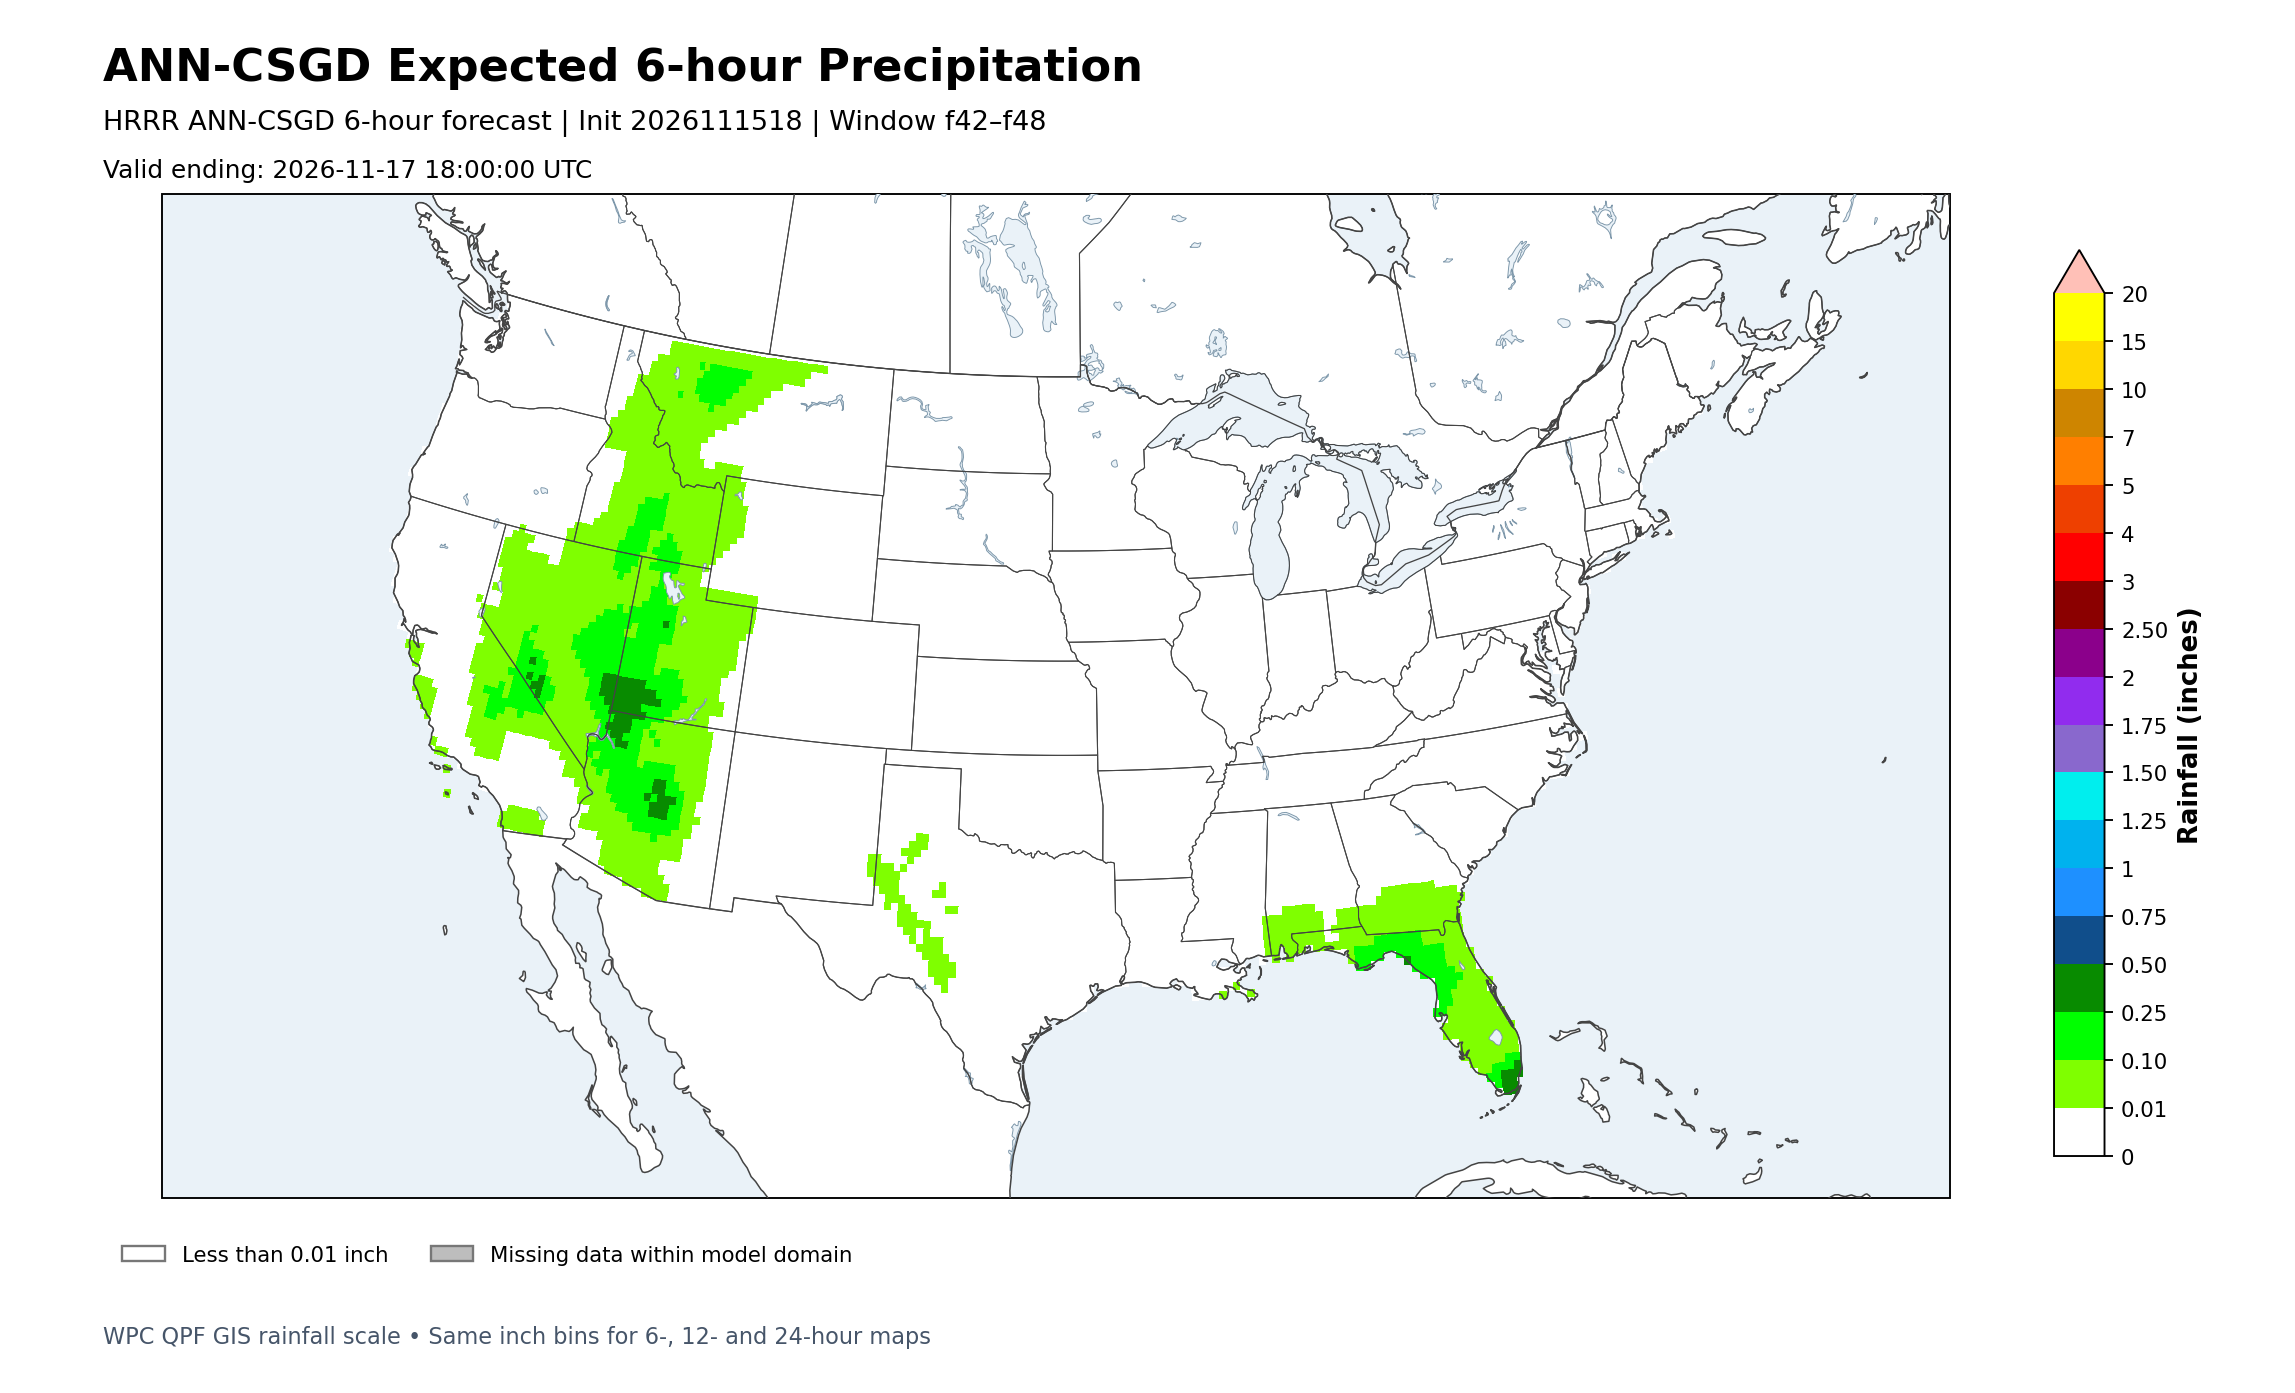 ANN-CSGD Expected 6-hour Precipitation
HRRR ANN-CSGD 6-hour forecast | Init 2026111518 | Window f42–f48
Valid ending: 2026-11-17 18:00:00 UTC
20
15
10
7
5
4
3
2.50
2
1.75
1.50
1.25
1
0.75
0.50
0.25
0.10
0.01
0
Rainfall (inches)
Less than 0.01 inch
Missing data within model domain
WPC QPF GIS rainfall scale • Same inch bins for 6-, 12- and 24-hour maps